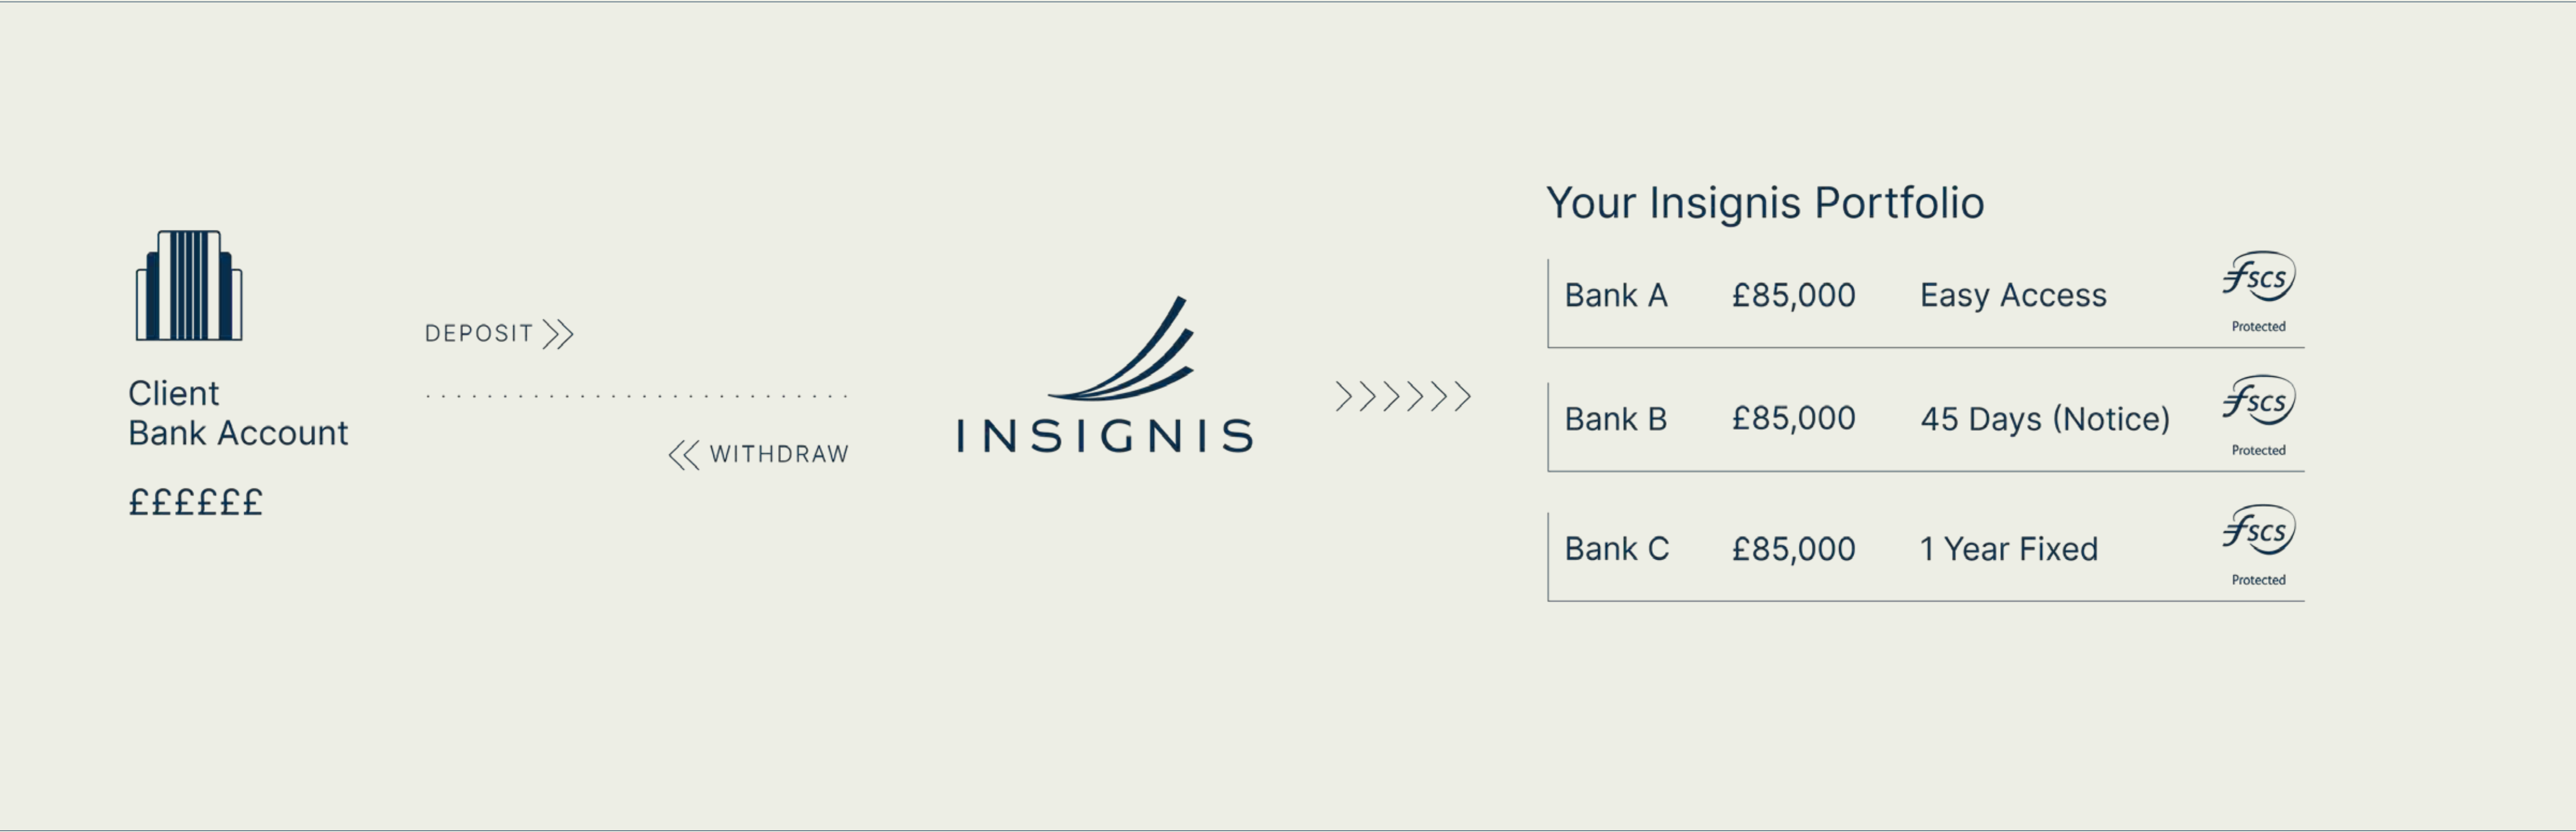 Client
Bank Account
££££££
DEPOSIT
WITHDRAW
INSIGNIS
Your Insignis Portfolio
Bank A £85,000 Easy Access fscs
Protected
Bank B £85,000 45 Days (Notice) fscs
Protected
Bank C £85,000 1 Year Fixed fscs
Protected